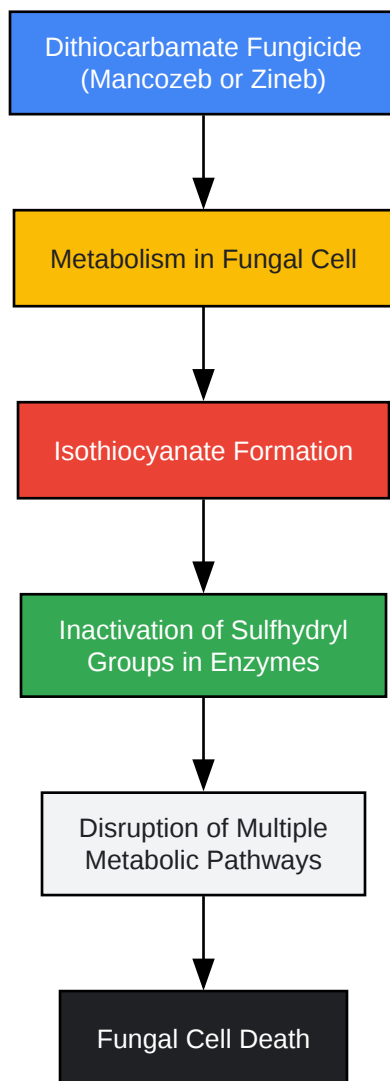 Dithiocarbamate Fungicide
(Mancozeb or Zineb)
Metabolism in Fungal Cell
Isothiocyanate Formation
Inactivation of Sulfhydryl
Groups in Enzymes
Disruption of Multiple
Metabolic Pathways
Fungal Cell Death